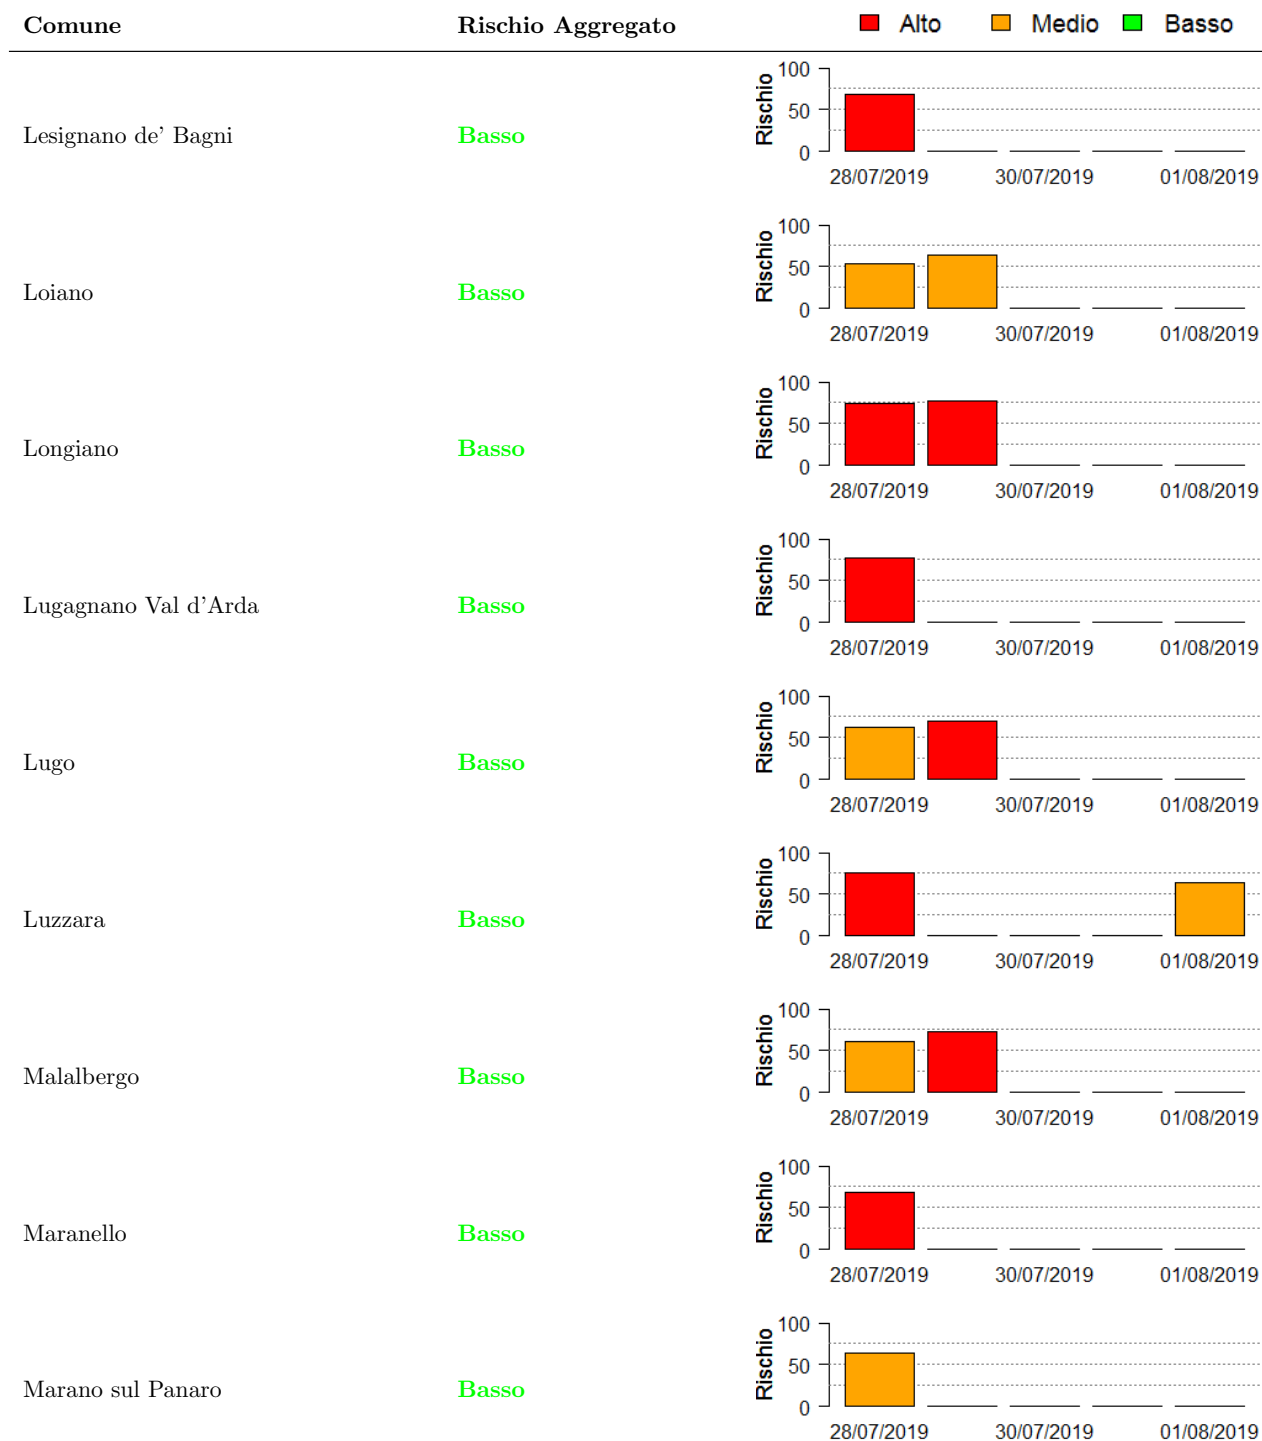 Comune Rischio Aggregato Alto Medio Basso
Lesignano de' Bagni Basso
Rischio
100
50
0
28/07/2019 30/07/2019 01/08/2019
Loiano Basso
Rischio
100
50
0
28/07/2019 30/07/2019 01/08/2019
Longiano Basso
Rischio
100
50
0
28/07/2019 30/07/2019 01/08/2019
Lugagnano Val d'Arda Basso
Rischio
100
50
0
28/07/2019 30/07/2019 01/08/2019
Lugo Basso
Rischio
100
50
0
28/07/2019 30/07/2019 01/08/2019
Luzzara Basso
Rischio
100
50
0
28/07/2019 30/07/2019 01/08/2019
Malalbergo Basso
Rischio
100
50
0
28/07/2019 30/07/2019 01/08/2019
Maranello Basso
Rischio
100
50
0
28/07/2019 30/07/2019 01/08/2019
Marano sul Panaro Basso
Rischio
100
50
0
28/07/2019 30/07/2019 01/08/2019